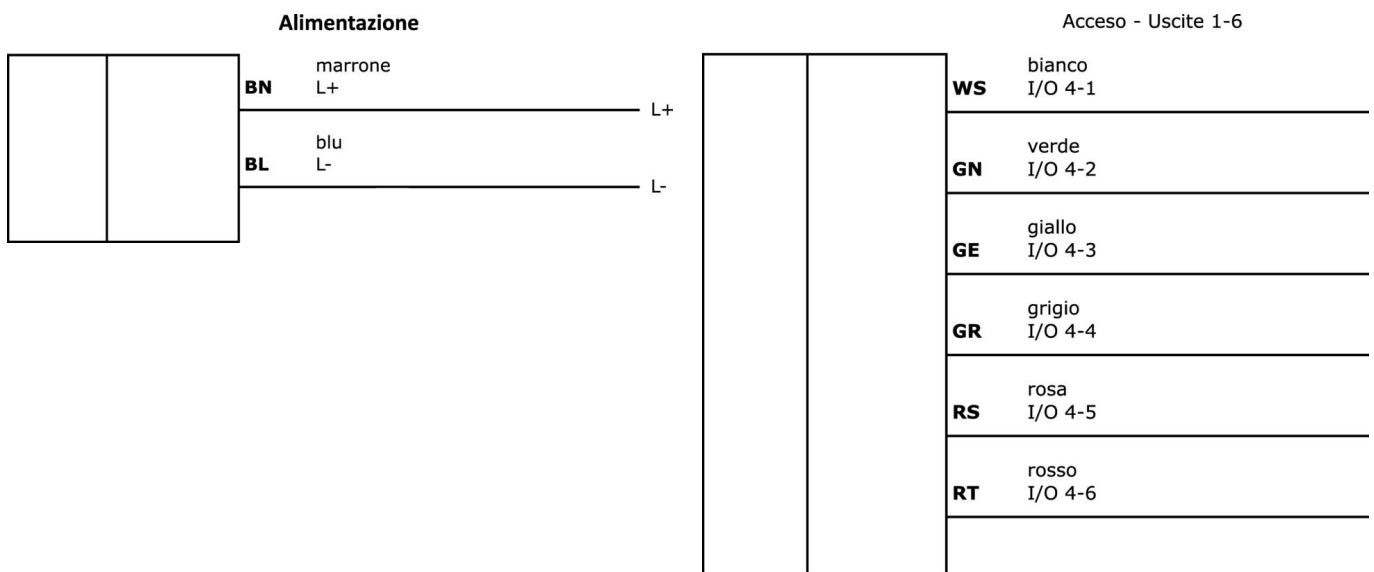 Alimentazione
marrone
BN L+
L+
blu
BL L-
L-
Acceso - Uscite 1-6
bianco
WS I/O 4-1
verde
GN I/O 4-2
giallo
GE I/O 4-3
grigio
GR I/O 4-4
rosa
RS I/O 4-5
rosso
RT I/O 4-6